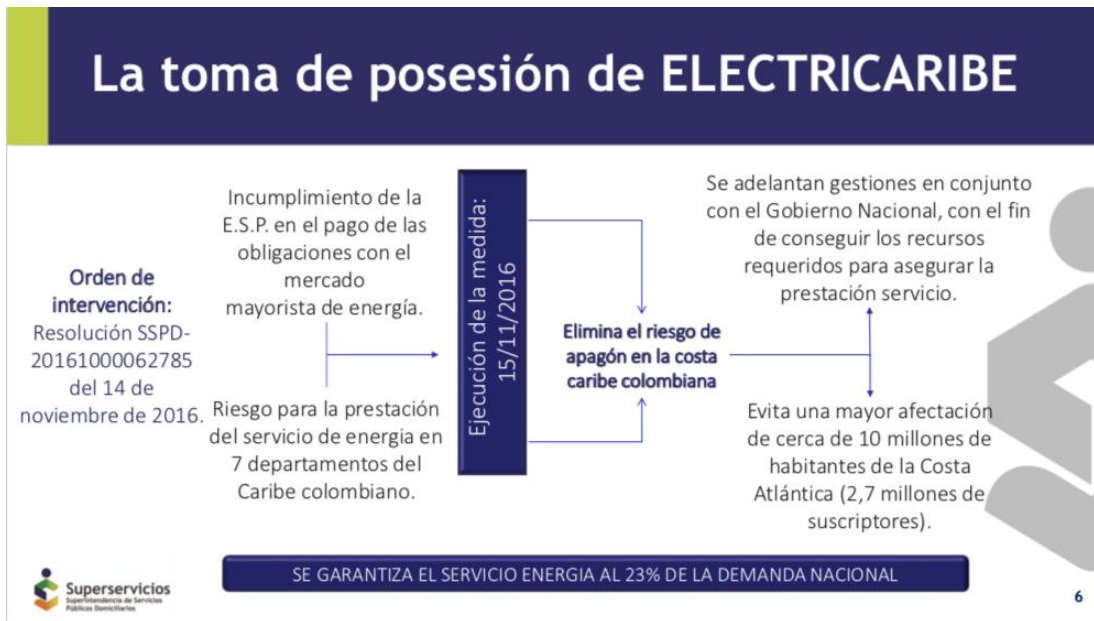 La toma de posesión de ELECTRICARIBE
Orden de
intervención:
Resolución SSPD-
20161000062785
del 14 de
noviembre de 2016.
Incumplimiento de la
E.S.P. en el pago de las
obligaciones con el
mercado
mayorista de energía.
Riesgo para la prestación
del servicio de energia en
7 departamentos del
Caribe colombiano.
Ejecución de la medida:
15/11/2016
Elimina el riesgo de
apagón en la costa
caribe colombiana
Se adelantan gestiones en conjunto
con el Gobierno Nacional, con el fin
de conseguir los recursos
requeridos para asegurar la
prestación servicio.
Evita una mayor afectación
de cerca de 10 millones de
habitantes de la Costa
Atlántica (2,7 millones de
suscriptores).
SE GARANTIZA EL SERVICIO ENERGIA AL 23% DE LA DEMANDA NACIONAL
Superservicios
Superintendencia de Servicios
Públicos Domiciliarios
6